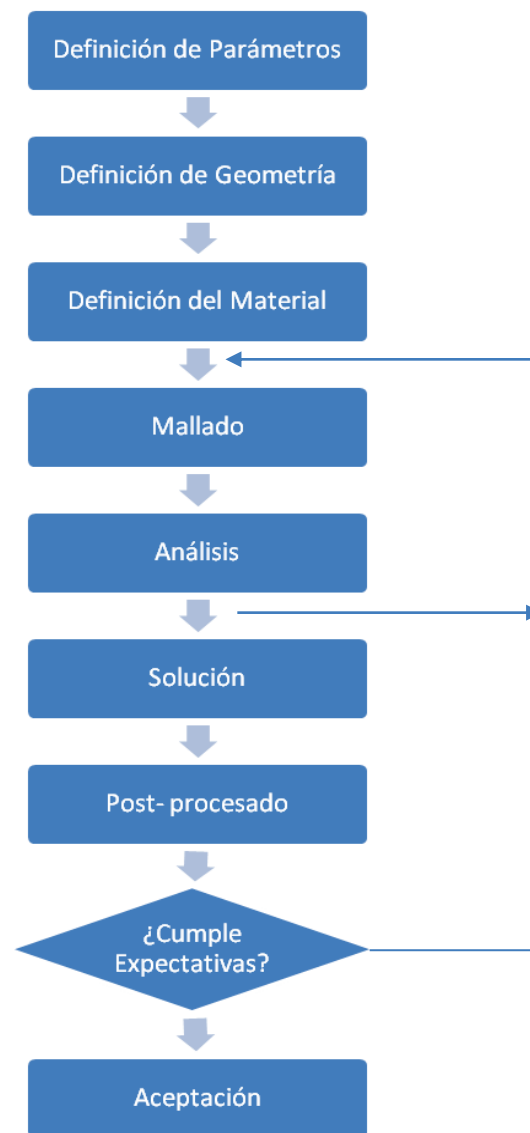 Definición de Parámetros
Definición de Geometría
Definición del Material
Mallado
Análisis
Solución
Post- procesado
¿Cumple
Expectativas?
Aceptación